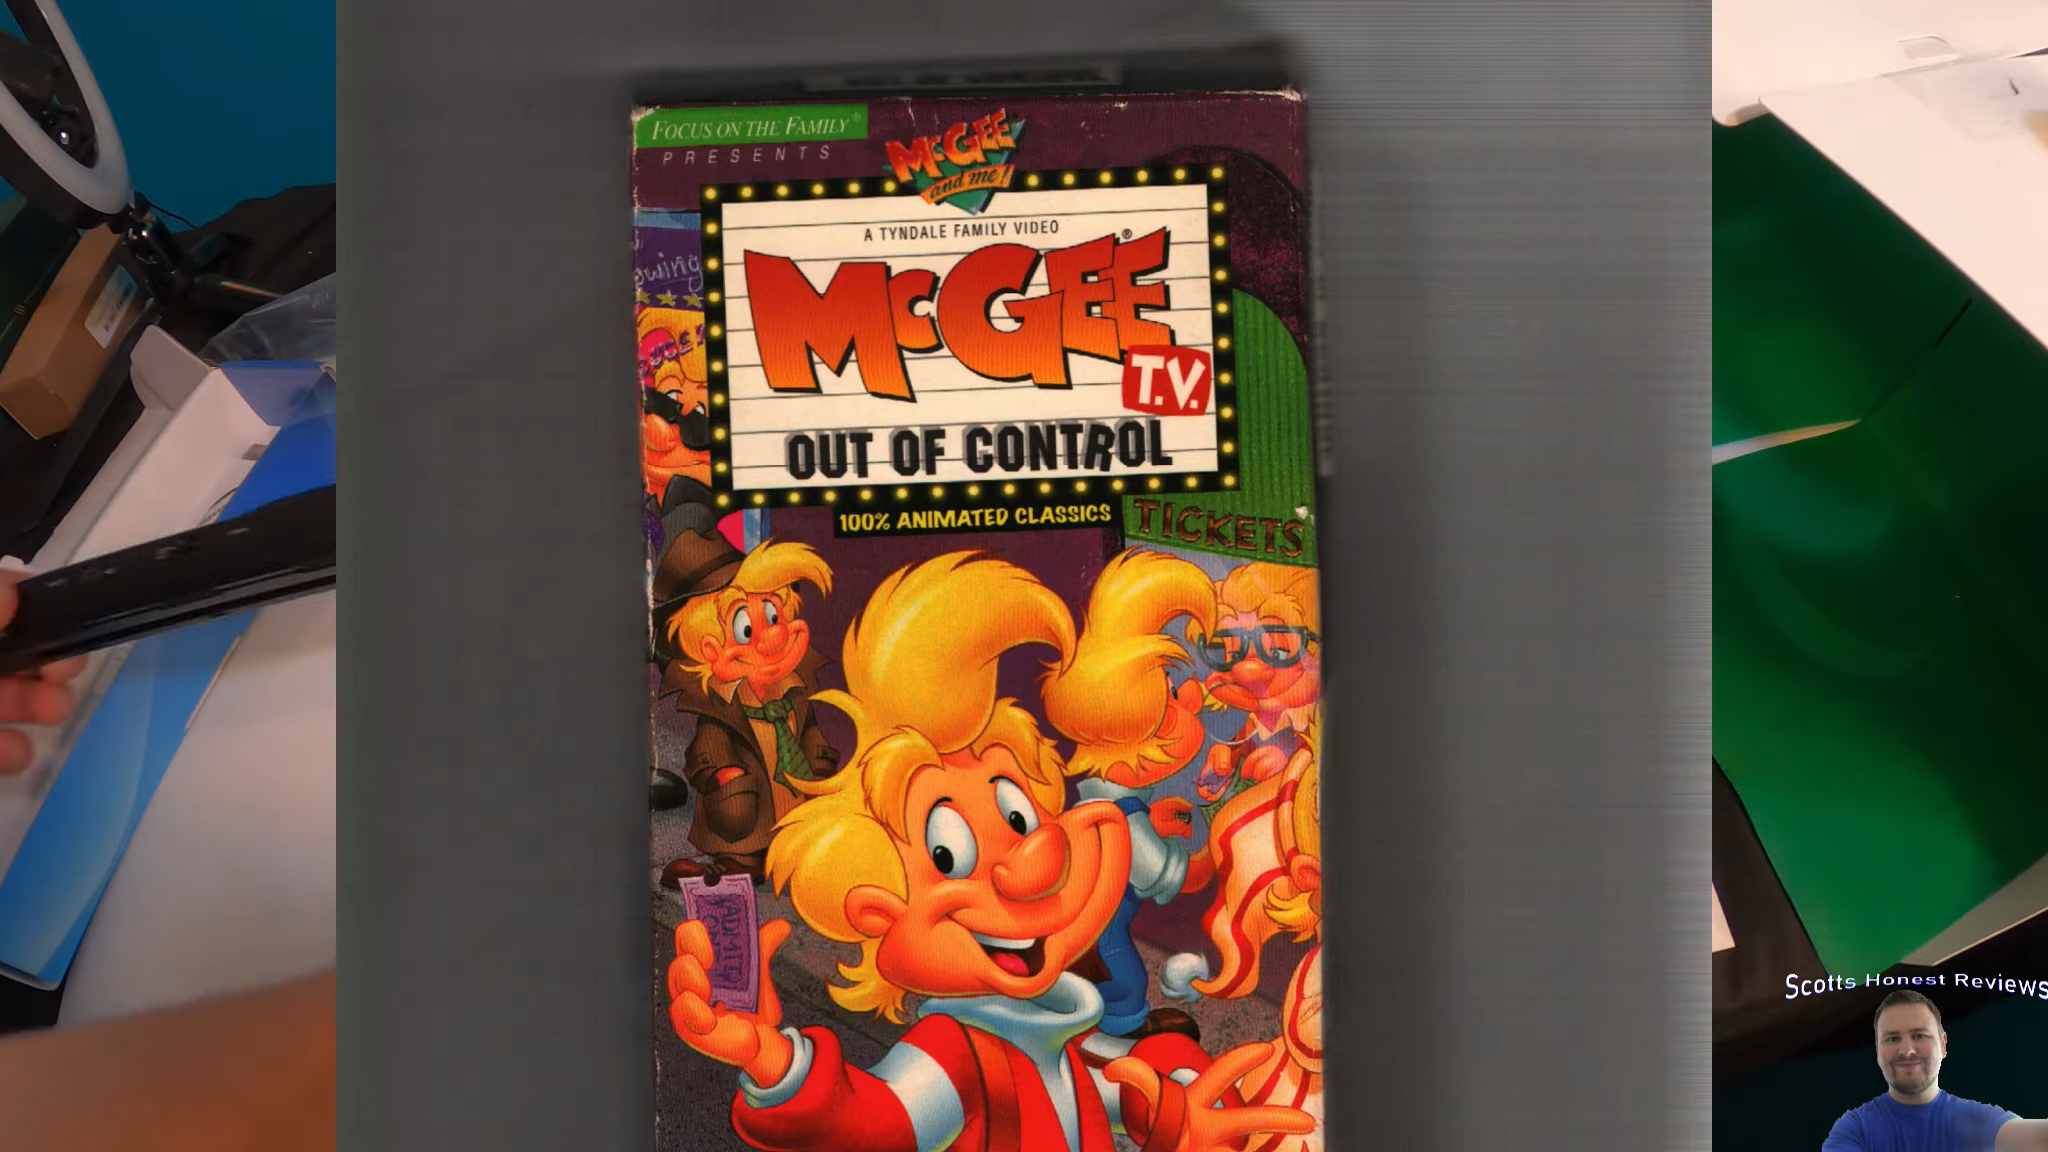 FOCUS ON THE FAMILY®
PRESENTS
McGEE
and me!
A TYNDALE FAMILY VIDEO
McGEE®
T.V.
OUT OF CONTROL
100% ANIMATED CLASSICS
TICKETS
ADMIT
ONE
Scotts Honest Reviews